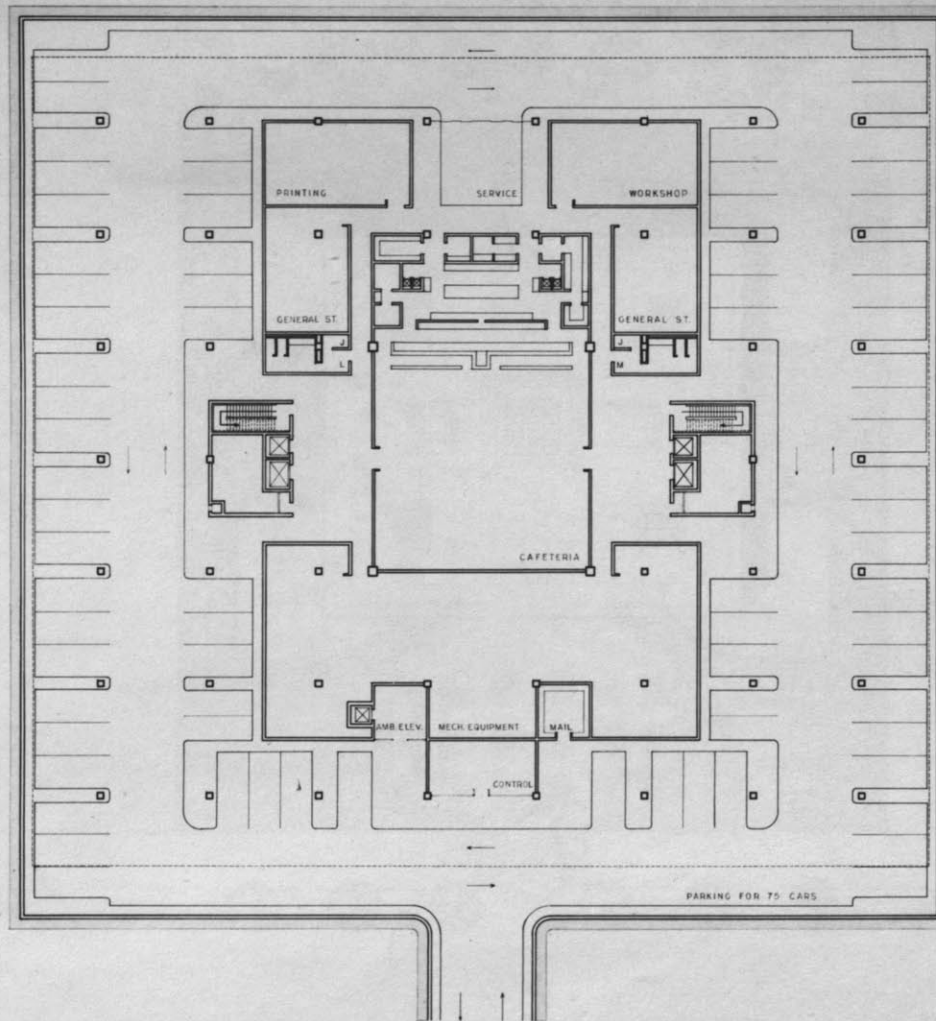 PRINTING
SERVICE
WORKSHOP
GENERAL ST.
GENERAL ST.
J
J
L
M
CAFETERIA
AMB. ELEV.
MECH. EQUIPMENT
MAIL
CONTROL
PARKING FOR 75 CARS